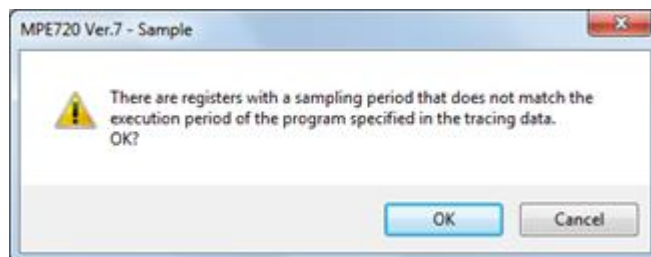 MPE720 Ver.7 - Sample
There are registers with a sampling period that does not match the
execution period of the program specified in the tracing data.
OK?
OK
Cancel